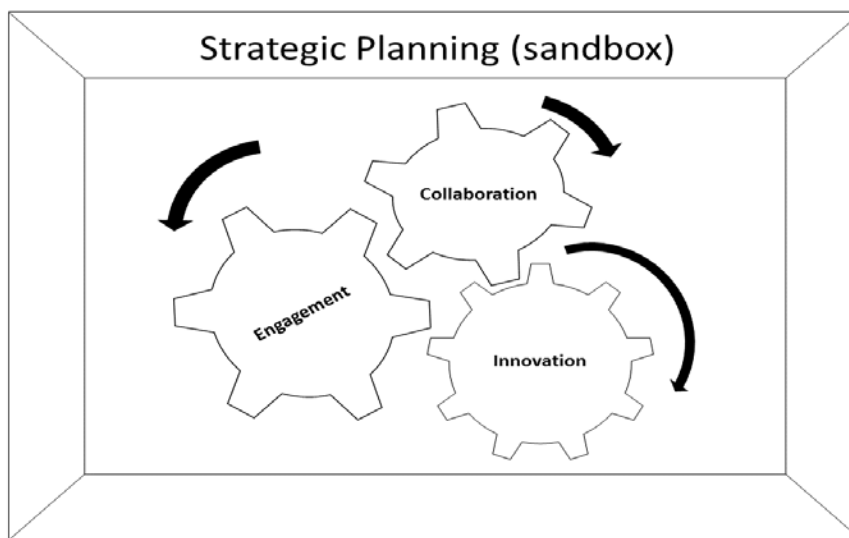 Strategic Planning (sandbox)
Collaboration
Engagement
Innovation